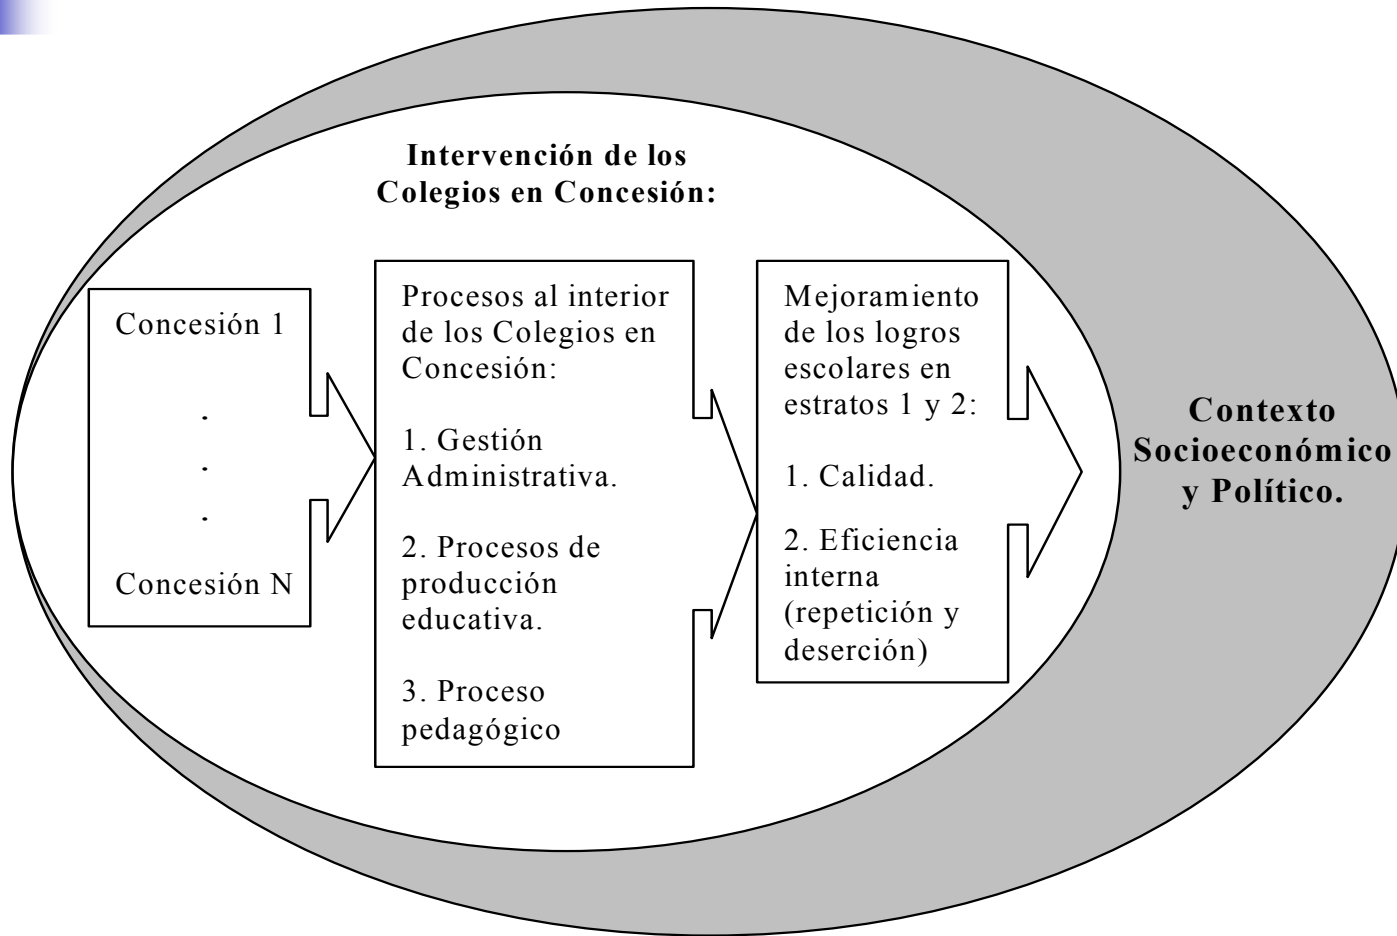 Intervención de los
Colegios en Concesión:
Concesión 1
.
.
.
Concesión N
Procesos al interior
de los Colegios en
Concesión:
1. Gestión
Administrativa.
2. Procesos de
producción
educativa.
3. Proceso
pedagógico
Mejoramiento
de los logros
escolares en
estratos 1 y 2:
1. Calidad.
2. Eficiencia
interna
(repetición y
deserción)
Contexto
Socioeconómico
y Político.